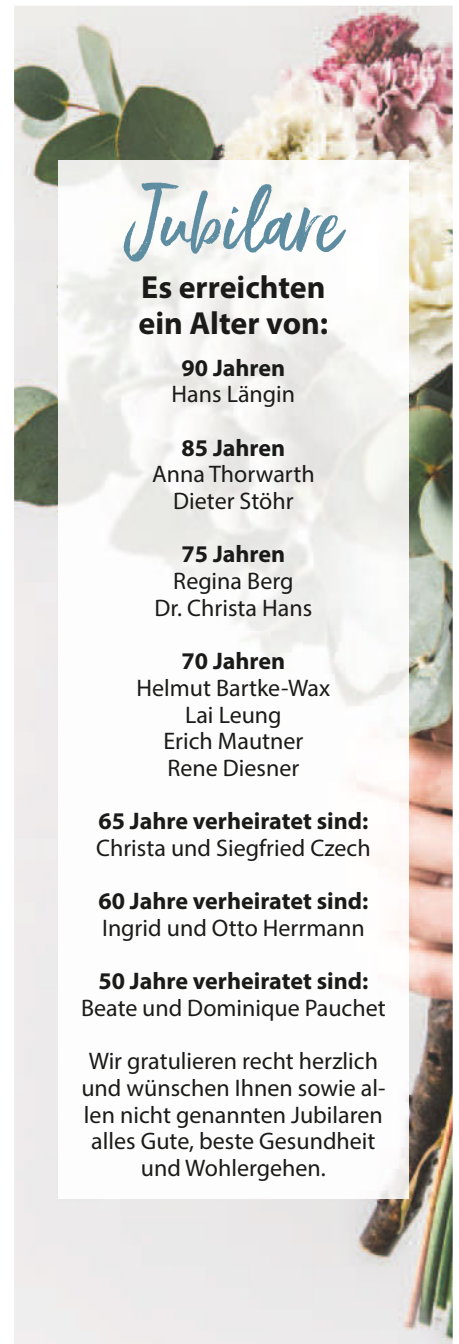 Jubilare
Es erreichten
ein Alter von:
90 Jahren
Hans Längin
85 Jahren
Anna Thorwarth
Dieter Stöhr
75 Jahren
Regina Berg
Dr. Christa Hans
70 Jahren
Helmut Bartke-Wax
Lai Leung
Erich Mautner
Rene Diesner
65 Jahre verheiratet sind:
Christa und Siegfried Czech
60 Jahre verheiratet sind:
Ingrid und Otto Herrmann
50 Jahre verheiratet sind:
Beate und Dominique Pauchet
Wir gratulieren recht herzlich
und wünschen Ihnen sowie al-
len nicht genannten Jubilaren
alles Gute, beste Gesundheit
und Wohlergehen.